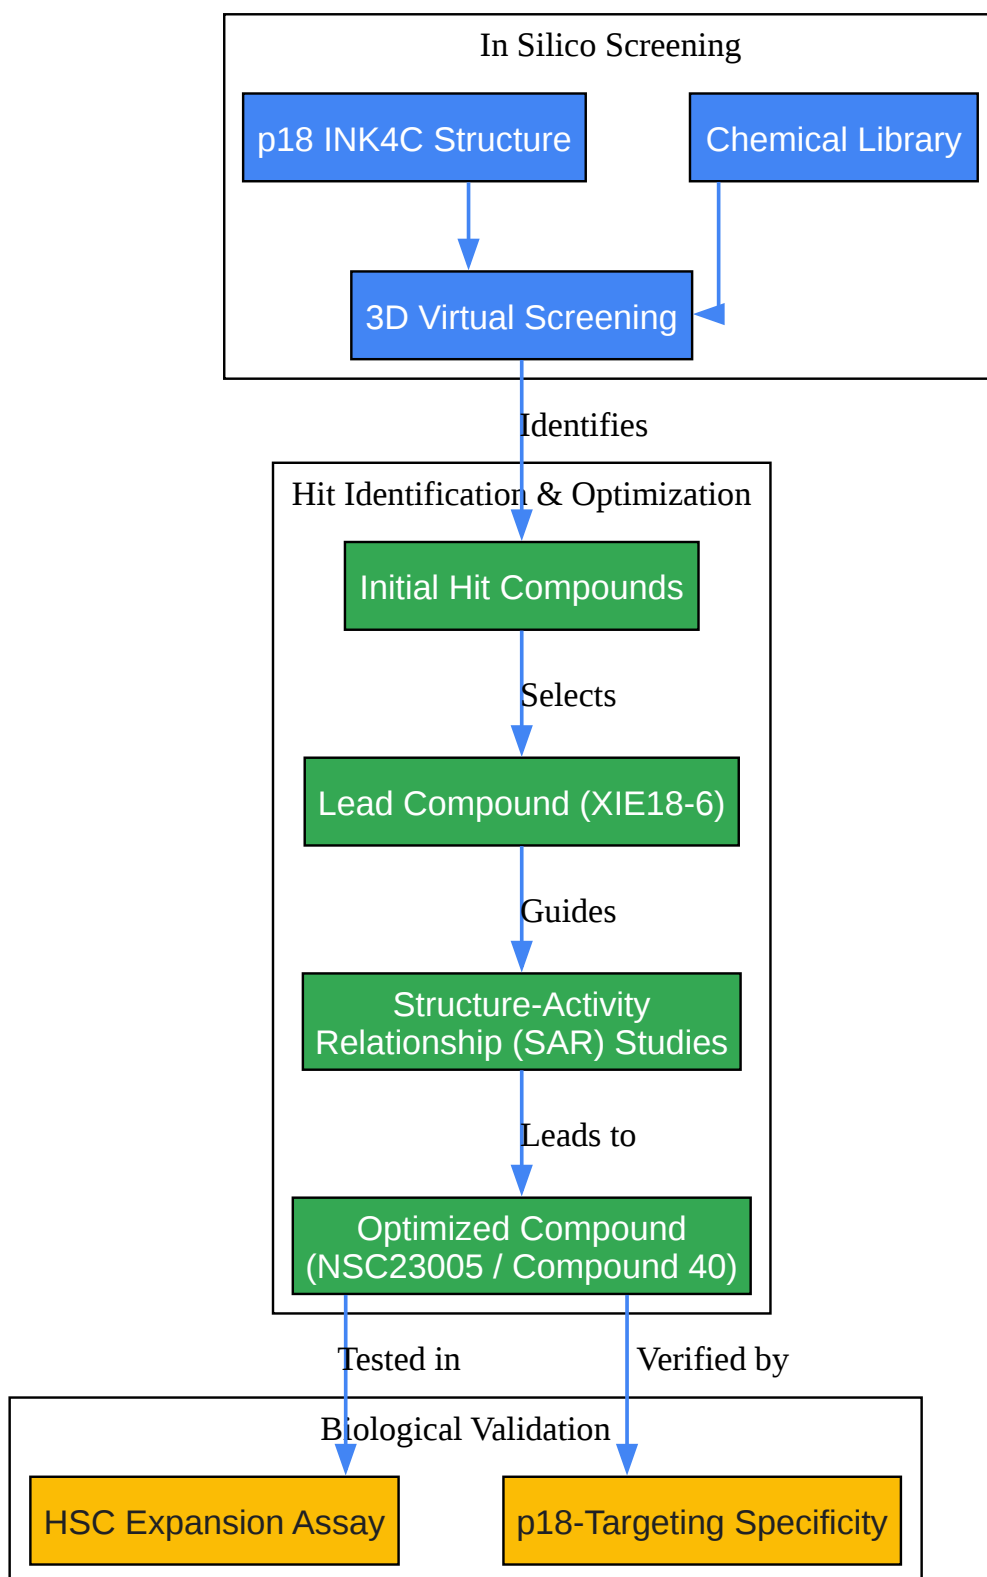 In Silico Screening
p18 INK4C Structure
Chemical Library
3D Virtual Screening
Identifies
Hit Identification & Optimization
Initial Hit Compounds
Selects
Lead Compound (XIE18-6)
Guides
Structure-Activity
Relationship (SAR) Studies
Leads to
Optimized Compound
(NSC23005 / Compound 40)
Tested in
Verified by
Biological Validation
HSC Expansion Assay
p18-Targeting Specificity